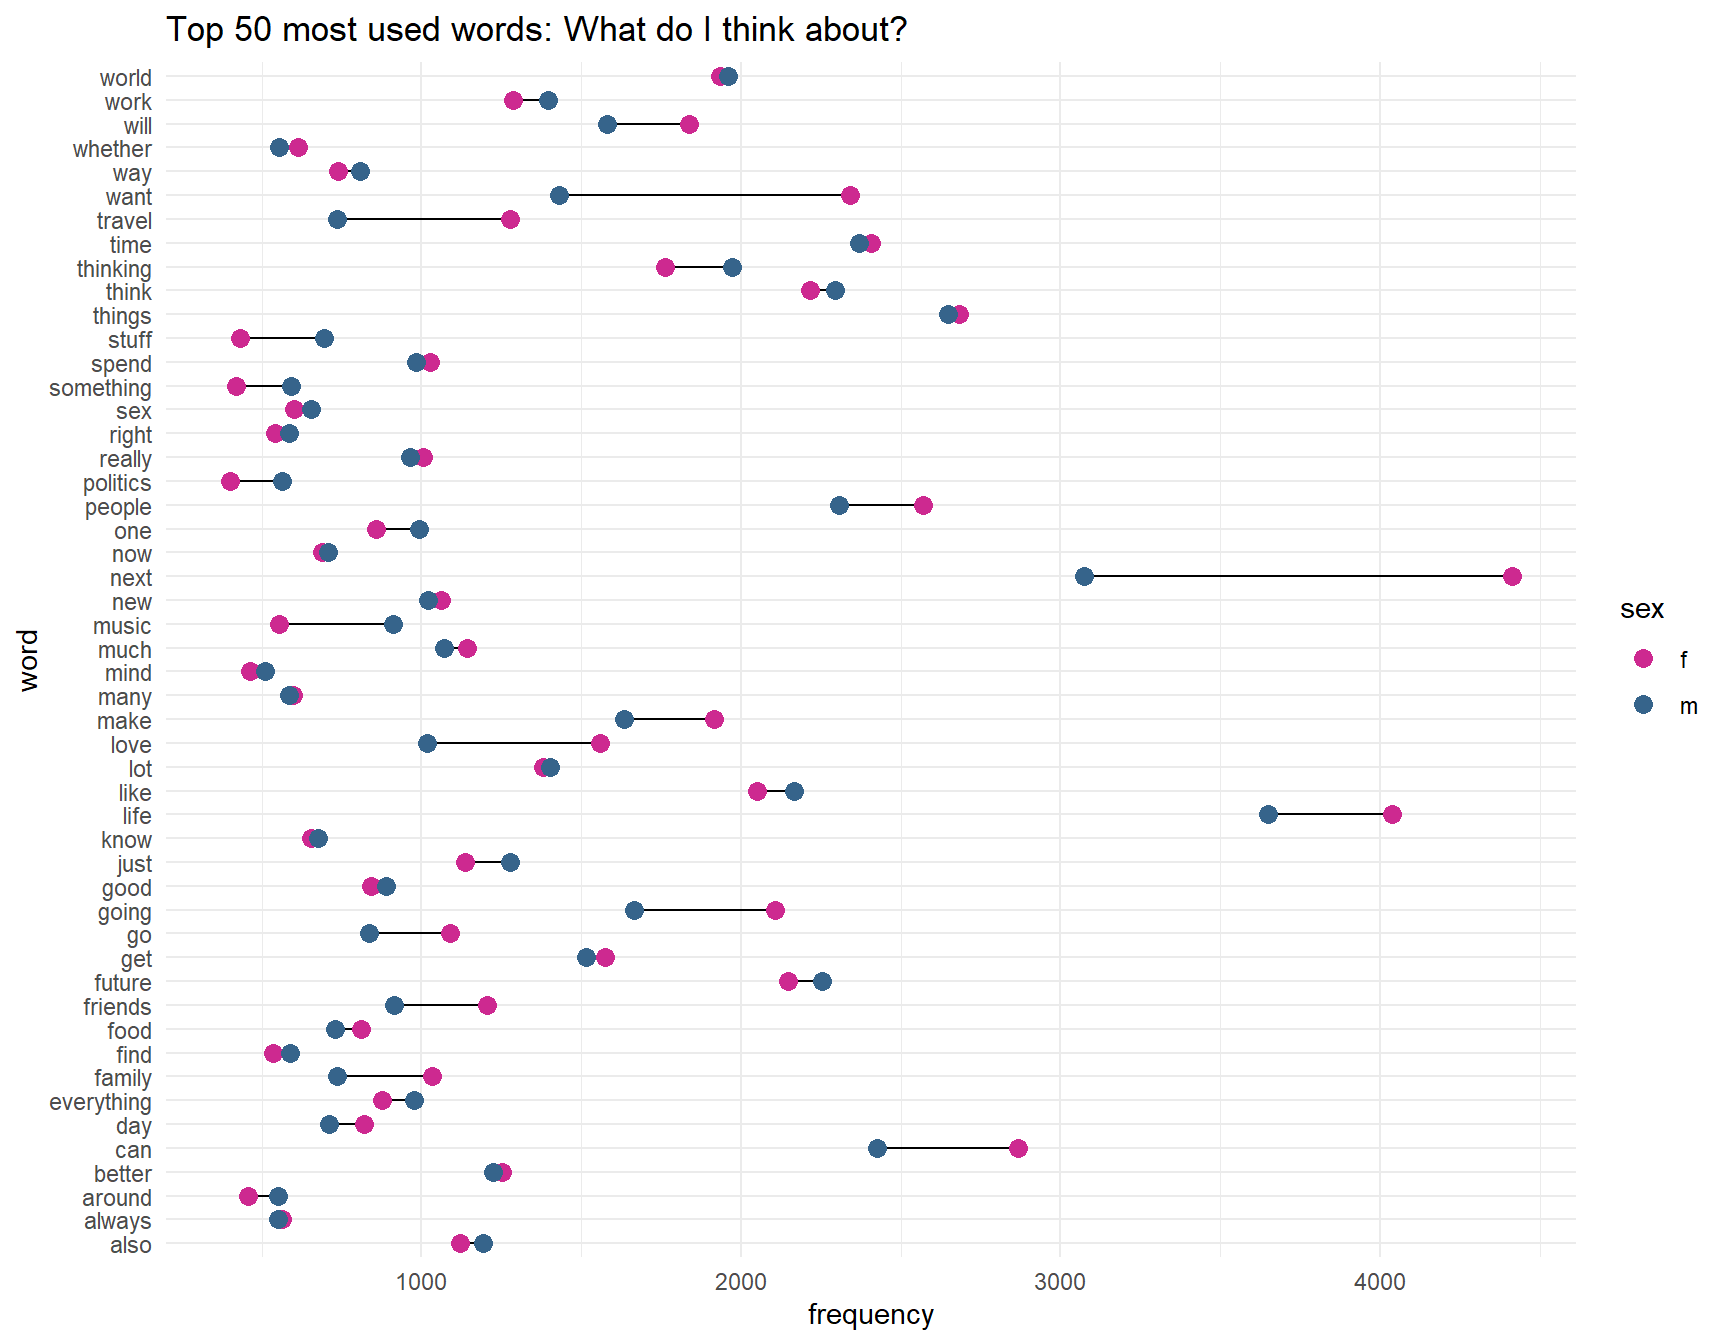 Top 50 most used words: What do I think about?
world
work
will
whether
way
want
travel
time
thinking
think
things
stuff
spend
something
sex
right
really
politics
people
one
now
next
new
music
much
mind
many
make
love
lot
like
life
know
just
good
going
go
get
future
friends
food
find
family
everything
day
can
better
around
always
also
word
1000 2000 3000 4000
frequency
sex
f
m